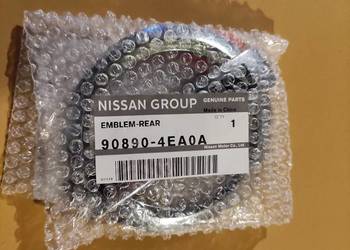 NISSAN GROUP GENUINE PARTS
Made in China
EMBLEM-REAR 1
90890-4EA0A
Nissan Motor Co., Ltd.